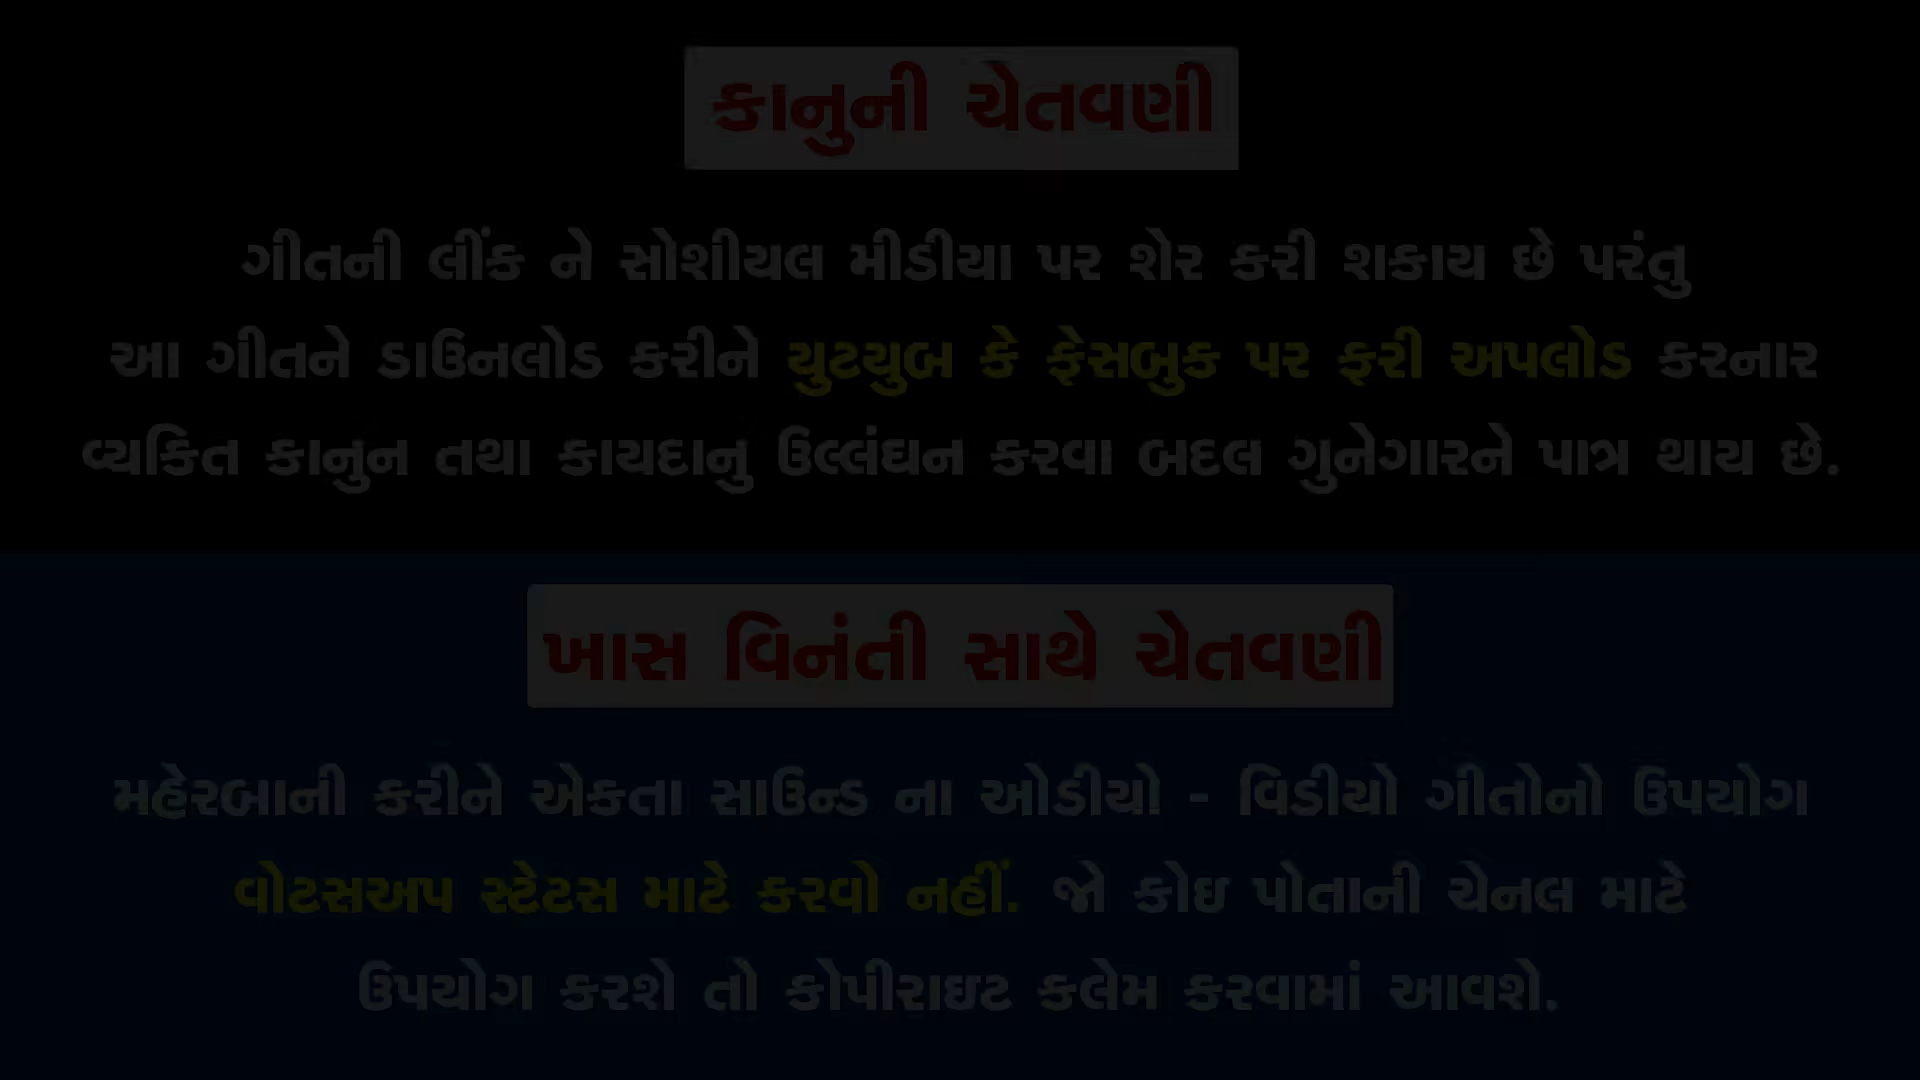 કાનુની ચેતવણી
ગીતની લીંક ને સોશીયલ મીડીયા પર શેર કરી શકાય છે પરંતુ
આ ગીતને ડાઉનલોડ કરીને યુટયુબ કે ફેસબુક પર ફરી અપલોડ કરનાર
વ્યકિત કાનુન તથા કાયદાનુ ઉલ્લંઘન કરવા બદલ ગુનેગારને પાત્ર થાય છે.
ખાસ વિનંતી સાથે ચેતવણી
મહેરબાની કરીને એકતા સાઉન્ડ ના ઓડીયો - વિડીયો ગીતોનો ઉપયોગ
વોટસઅપ સ્ટેટસ માટે કરવો નહીં. જો કોઇ પોતાની ચેનલ માટે
ઉપયોગ કરશે તો કોપીરાઇટ કલેમ કરવામાં આવશે.